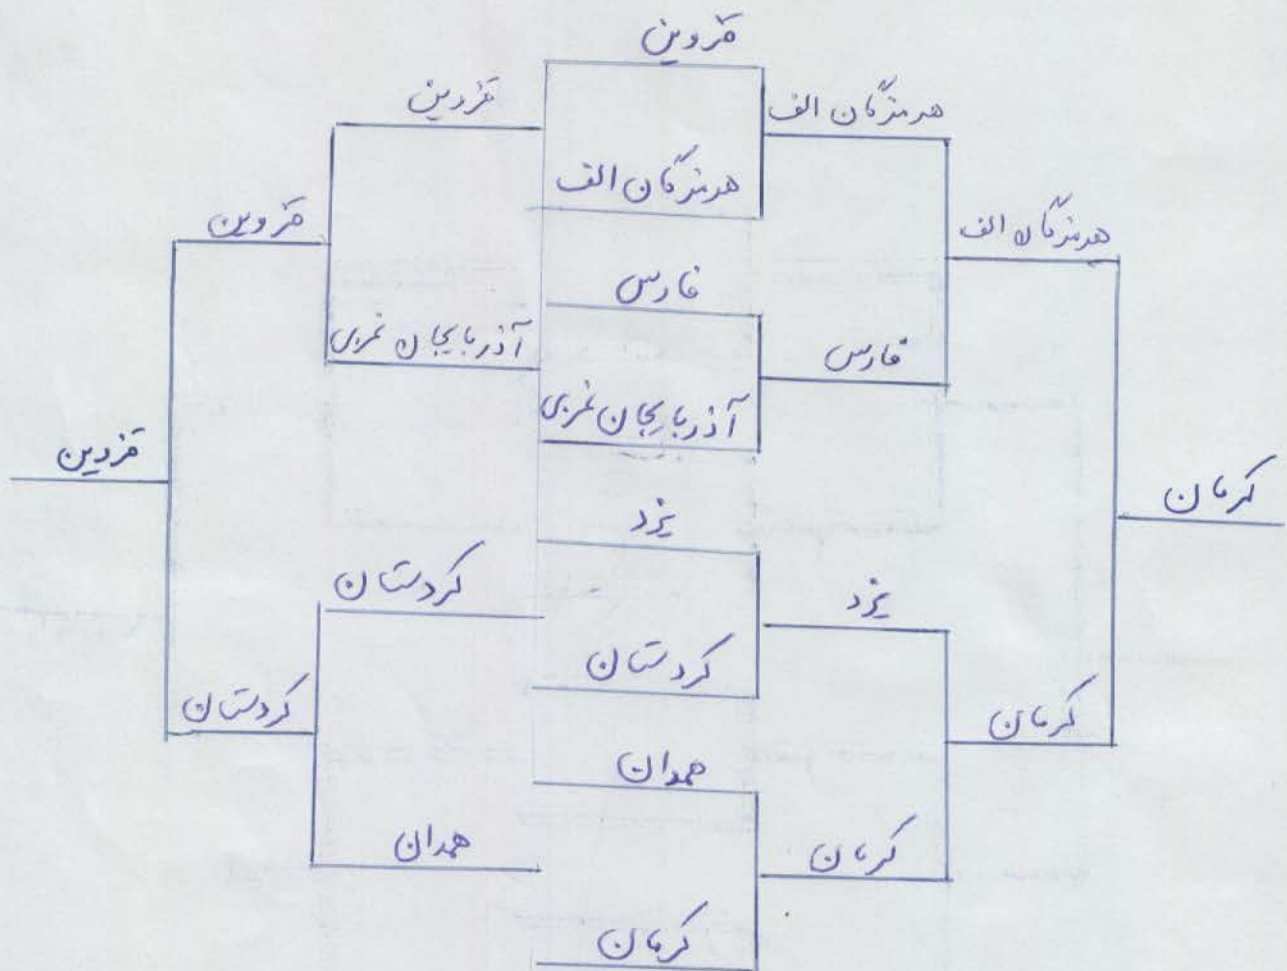 قزوین
هرمزگان الف
قزوین
هرمزگان الف
هرمزگان الف
قزوین
فارس
فارس
آذربایجان غربی
آذربایجان غربی
کرمان
قزوین
یزد
یزد
کردستان
کردستان
کرمان
کردستان
همدان
کرمان
همدان
کرمان